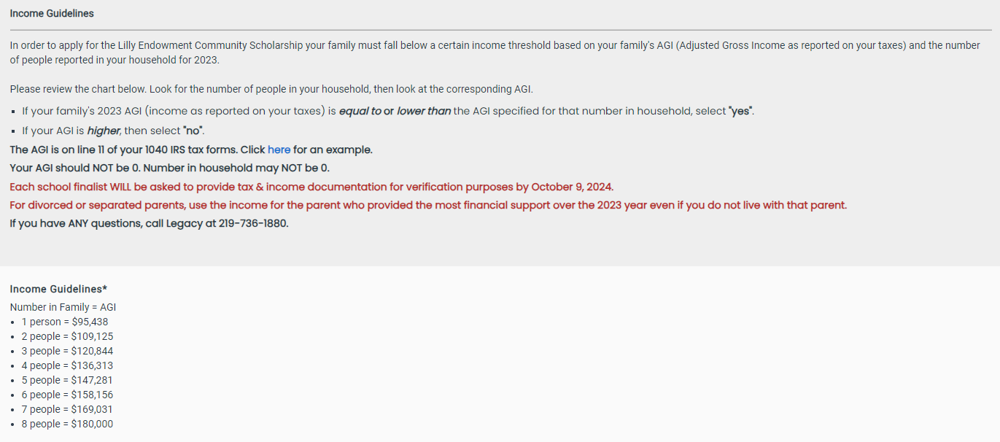 Income Guidelines
In order to apply for the Lilly Endowment Community Scholarship your family must fall below a certain income threshold based on your family's AGI (Adjusted Gross Income as reported on your taxes) and the number
of people reported in your household for 2023.
Please review the chart below. Look for the number of people in your household, then look at the corresponding AGI.
▪ If your family's 2023 AGI (income as reported on your taxes) is equal to or lower than the AGI specified for that number in household, select "yes".
▪ If your AGI is higher, then select "no".
The AGI is on line 11 of your 1040 IRS tax forms. Click here for an example.
Your AGI should NOT be 0. Number in household may NOT be 0.
Each school finalist WILL be asked to provide tax & income documentation for verification purposes by October 9, 2024.
For divorced or separated parents, use the income for the parent who provided the most financial support over the 2023 year even if you do not live with that parent.
If you have ANY questions, call Legacy at 219-736-1880.
Income Guidelines*
Number in Family = AGI
• 1 person = $95,438
• 2 people = $109,125
• 3 people = $120,844
• 4 people = $136,313
• 5 people = $147,281
• 6 people = $158,156
• 7 people = $169,031
• 8 people = $180,000